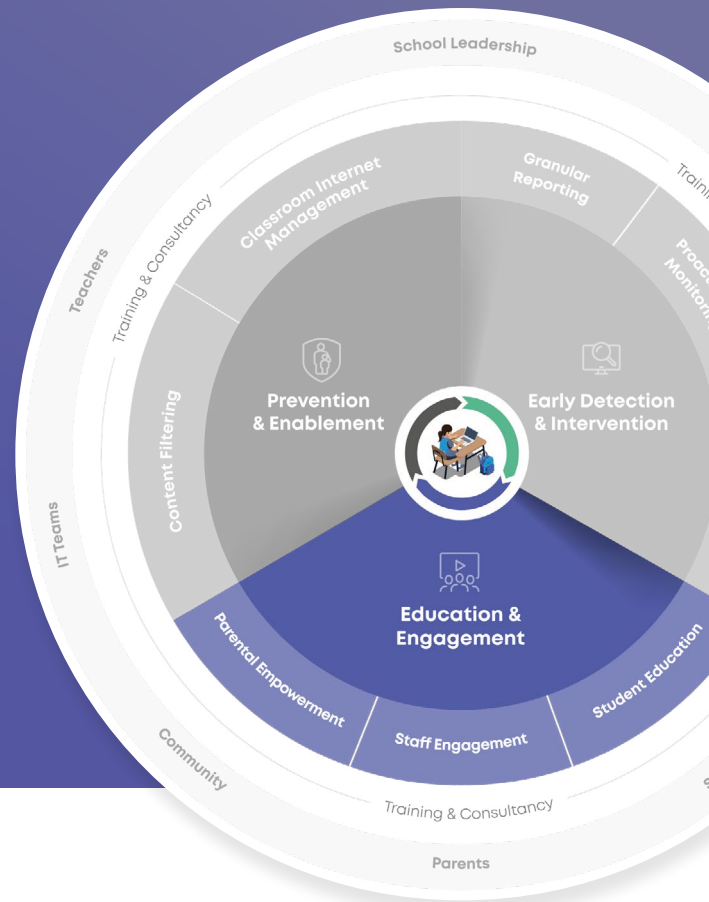 School Leadership
Granular
Reporting
Classroom Internet
Management
Training & Consultancy
Teachers
Prevention
& Enablement
Early Detection
& Intervention
Content Filtering
IT Teams
Education &
Engagement
Parental Empowerment
Staff Engagement
Student Education
Community
Training & Consultancy
Parents